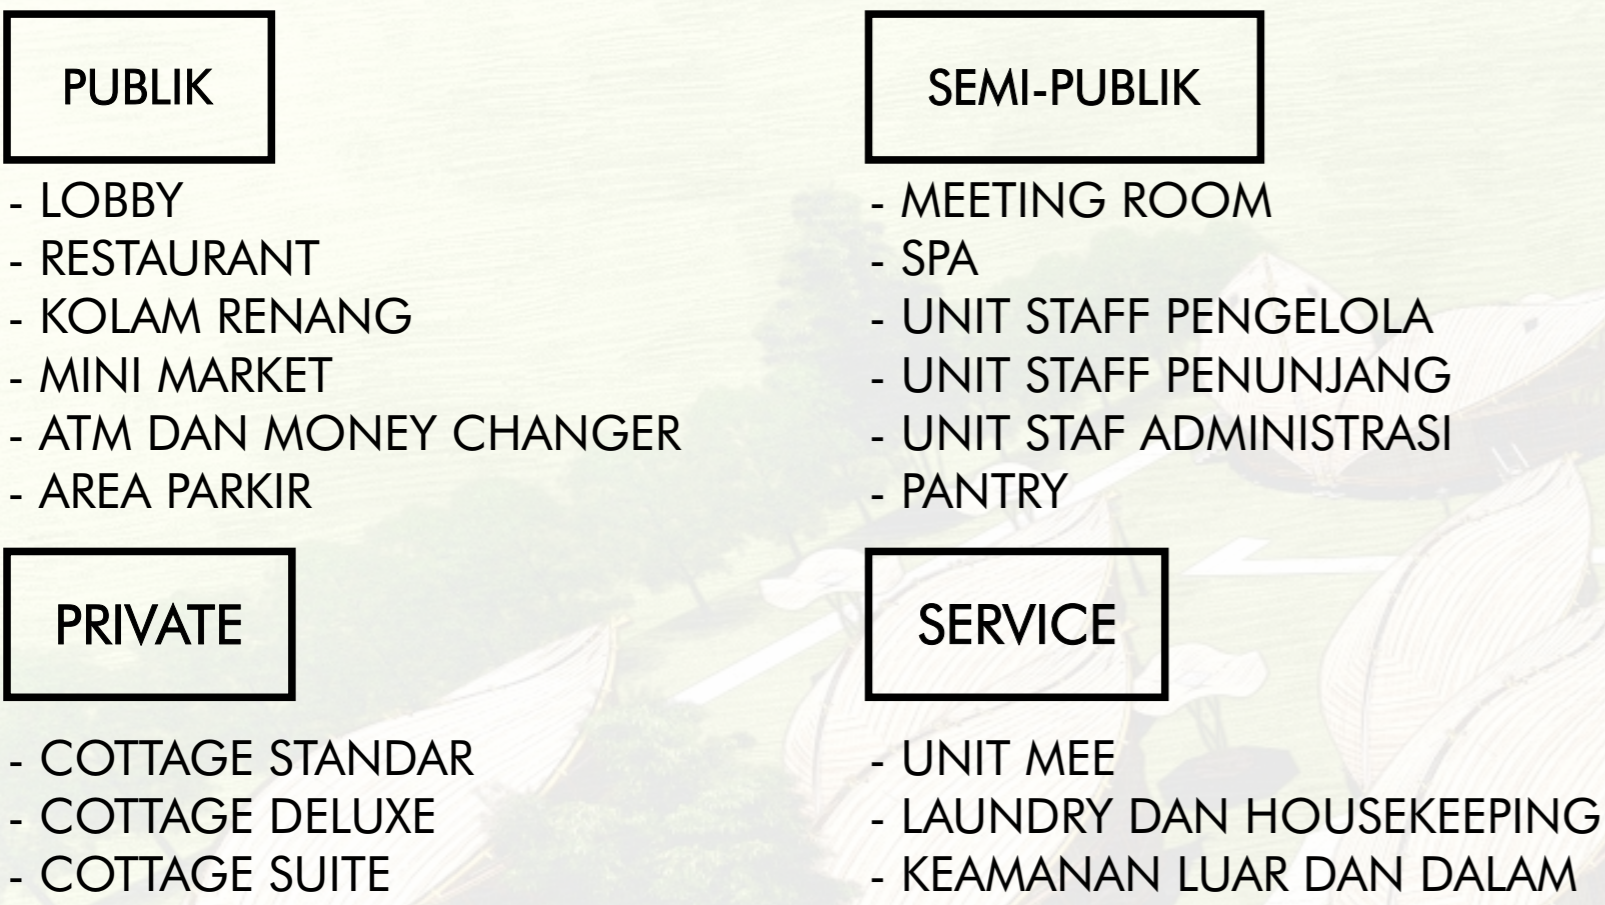 PUBLIK
- LOBBY
- RESTAURANT
- KOLAM RENANG
- MINI MARKET
- ATM DAN MONEY CHANGER
- AREA PARKIR
SEMI-PUBLIK
- MEETING ROOM
- SPA
- UNIT STAFF PENGELOLA
- UNIT STAFF PENUNJANG
- UNIT STAF ADMINISTRASI
- PANTRY
PRIVATE
- COTTAGE STANDAR
- COTTAGE DELUXE
- COTTAGE SUITE
SERVICE
- UNIT MEE
- LAUNDRY DAN HOUSEKEEPING
- KEAMANAN LUAR DAN DALAM